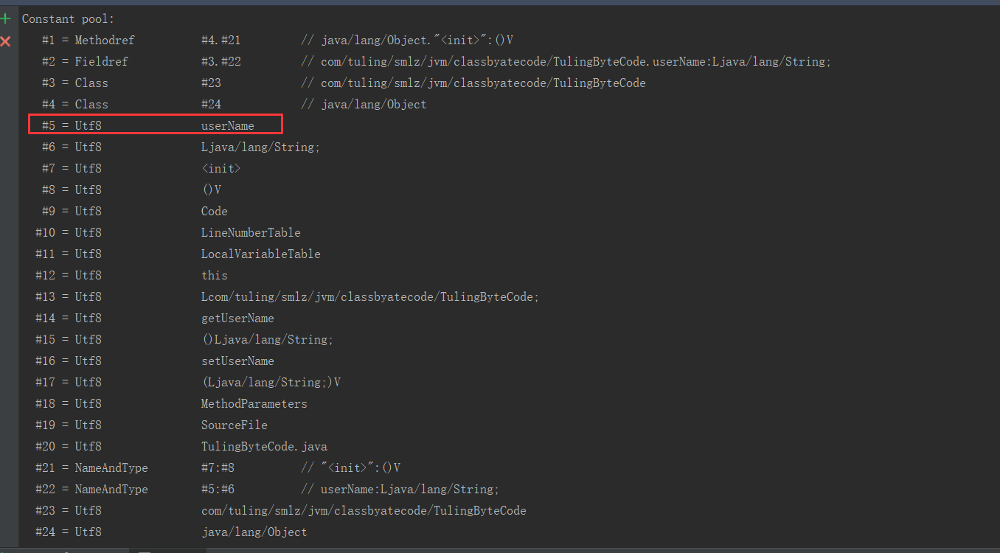 Constant pool:
#1 = Methodref #4.#21 // java/lang/Object."<init>":()V
#2 = Fieldref #3.#22 // com/tuling/smlz/jvm/classbyatecode/TulingByteCode.userName:Ljava/lang/String;
#3 = Class #23 // com/tuling/smlz/jvm/classbyatecode/TulingByteCode
#4 = Class #24 // java/lang/Object
#5 = Utf8 userName
#6 = Utf8 Ljava/lang/String;
#7 = Utf8 <init>
#8 = Utf8 ()V
#9 = Utf8 Code
#10 = Utf8 LineNumberTable
#11 = Utf8 LocalVariableTable
#12 = Utf8 this
#13 = Utf8 Lcom/tuling/smlz/jvm/classbyatecode/TulingByteCode;
#14 = Utf8 getUserName
#15 = Utf8 ()Ljava/lang/String;
#16 = Utf8 setUserName
#17 = Utf8 (Ljava/lang/String;)V
#18 = Utf8 MethodParameters
#19 = Utf8 SourceFile
#20 = Utf8 TulingByteCode.java
#21 = NameAndType #7:#8 // "<init>":()V
#22 = NameAndType #5:#6 // userName:Ljava/lang/String;
#23 = Utf8 com/tuling/smlz/jvm/classbyatecode/TulingByteCode
#24 = Utf8 java/lang/Object